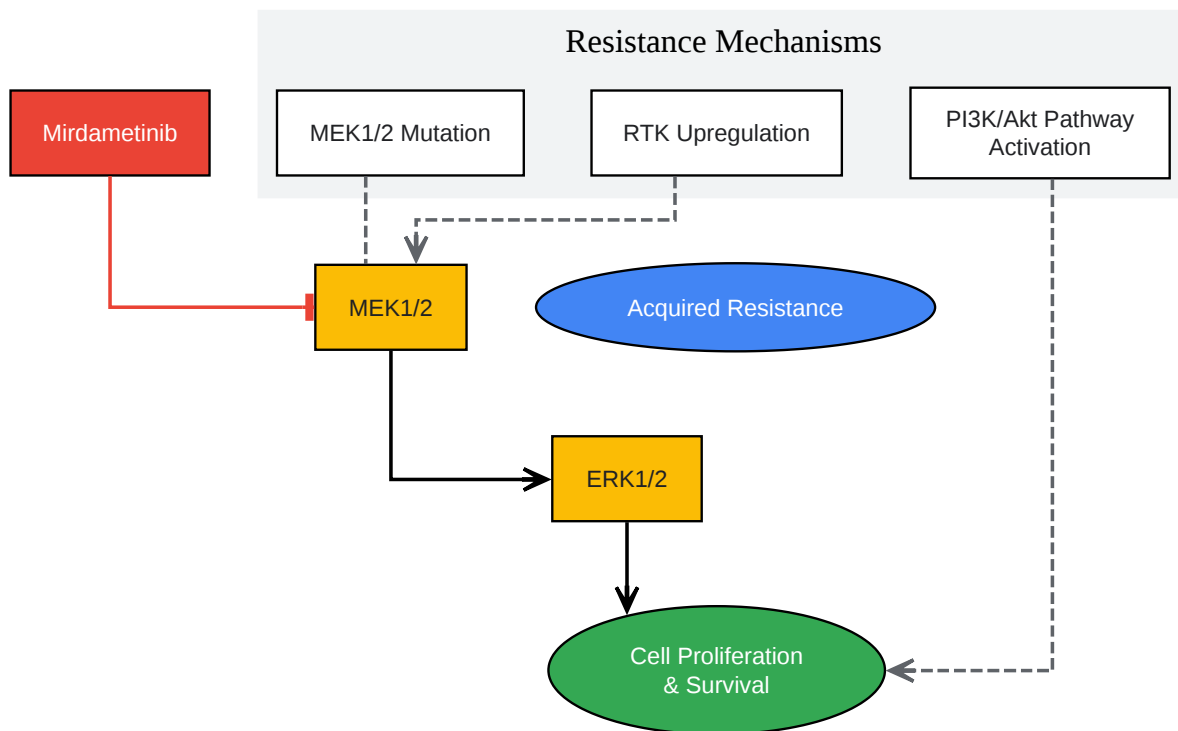 Resistance Mechanisms
Mirdametinib
MEK1/2 Mutation
RTK Upregulation
PI3K/Akt Pathway
Activation
MEK1/2
Acquired Resistance
ERK1/2
Cell Proliferation
& Survival